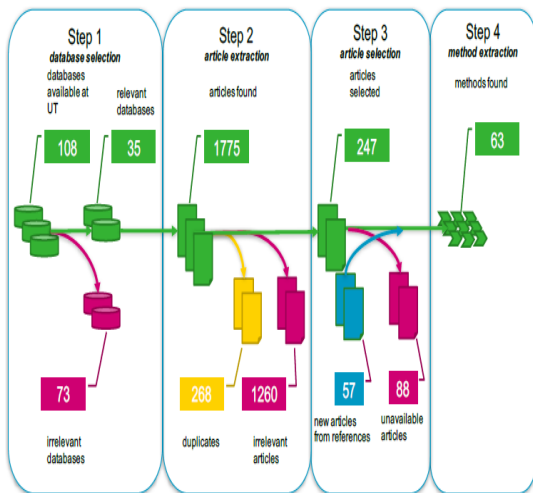 Step 1
database selection
databases
available at
UT
relevant
databases
108
35
73
irrelevant
databases
Step 2
article extraction
articles found
1775
268
1260
duplicates
irrelevant
articles
Step 3
article selection
articles
selected
247
57
88
new articles
from references
unavailable
articles
Step 4
method extraction
methods found
63